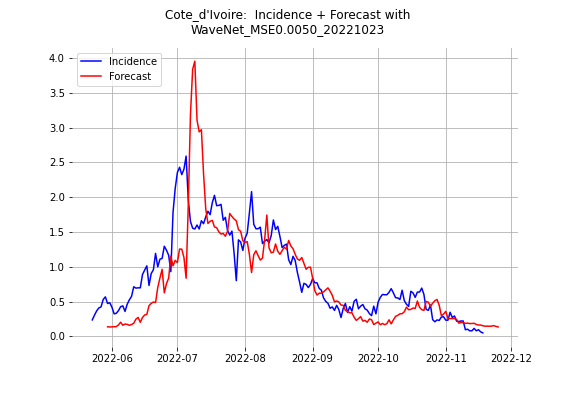 Cote_d'Ivoire:  Incidence + Forecast with
WaveNet_MSE0.0050_20221023
Incidence
Forecast
4.0
3.5
3.0
2.5
2.0
1.5
1.0
0.5
0.0
2022-06 2022-07 2022-08 2022-09 2022-10 2022-11 2022-12